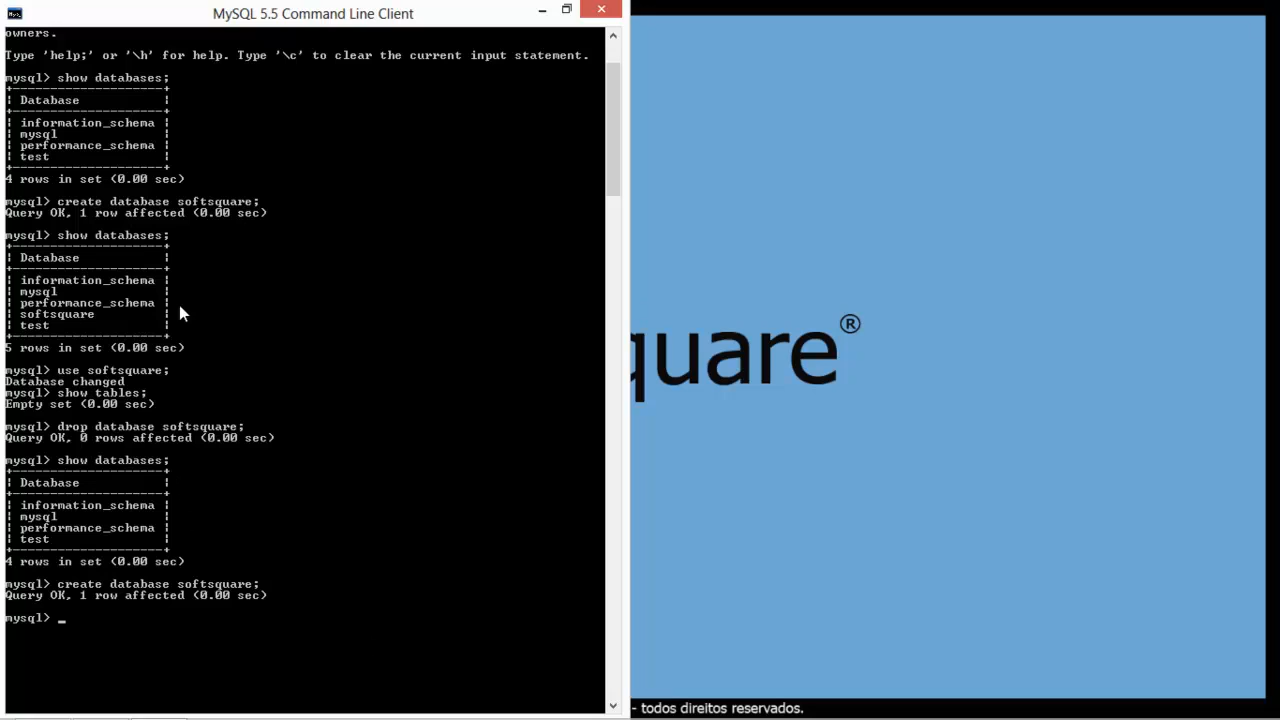 MySQL 5.5 Command Line Client
owners.
Type 'help;' or '\h' for help. Type '\c' to clear the current input statement.
mysql> show databases;
+--------------------+
| Database           |
+--------------------+
| information_schema |
| mysql              |
| performance_schema |
| test               |
+--------------------+
4 rows in set (0.00 sec)
mysql> create database softsquare;
Query OK, 1 row affected (0.00 sec)
mysql> show databases;
+--------------------+
| Database           |
+--------------------+
| information_schema |
| mysql              |
| performance_schema |
| softsquare         |
| test               |
+--------------------+
5 rows in set (0.00 sec)
mysql> use softsquare;
Database changed
mysql> show tables;
Empty set (0.00 sec)
mysql> drop database softsquare;
Query OK, 0 rows affected (0.00 sec)
mysql> show databases;
+--------------------+
| Database           |
+--------------------+
| information_schema |
| mysql              |
| performance_schema |
| test               |
+--------------------+
4 rows in set (0.00 sec)
mysql> create database softsquare;
Query OK, 1 row affected (0.00 sec)
mysql> _
quare®
- todos direitos reservados.